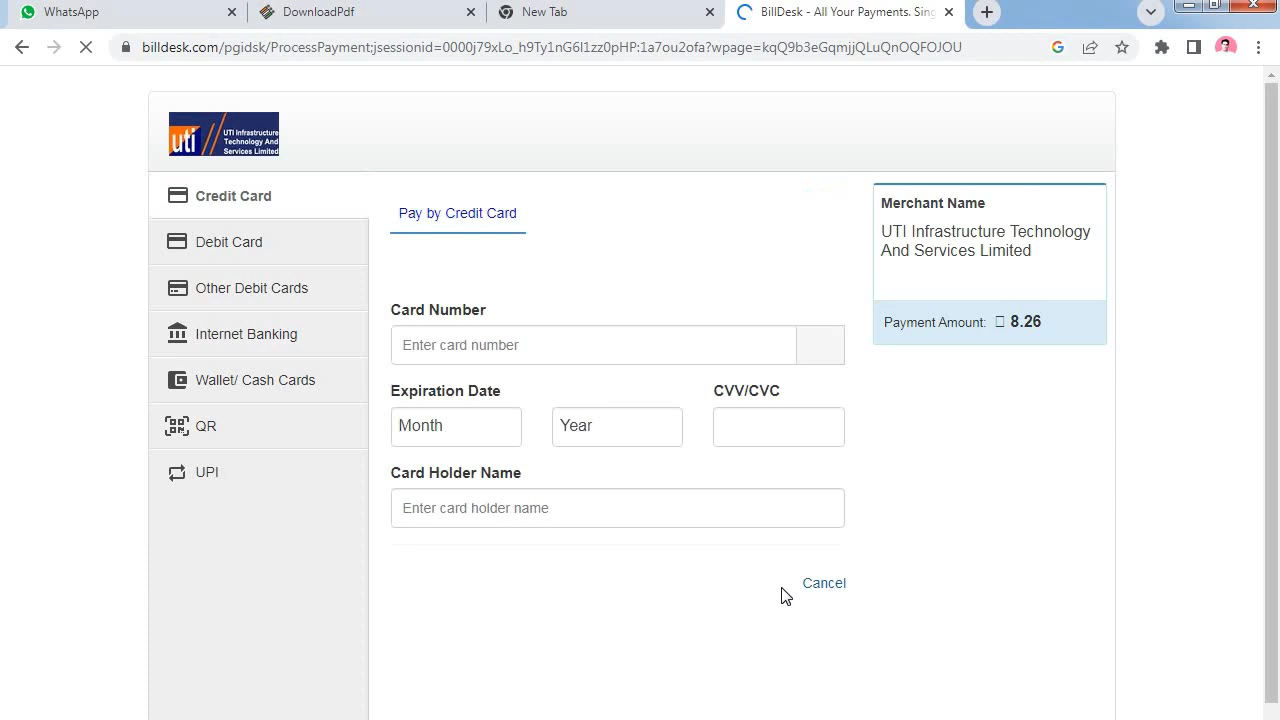 WhatsApp
DownloadPdf
New Tab
BillDesk - All Your Payments. Sing
billdesk.com/pgidsk/ProcessPayment;jsessionid=0000j79xLo_h9Ty1nG6l1zz0pHP:1a7ou2ofa?wpage=kqQ9b3eGqmjjQLuQnOQFOJOU
uti
UTI Infrastructure
Technology And
Services Limited
Credit Card
Debit Card
Other Debit Cards
Internet Banking
Wallet/ Cash Cards
QR
UPI
Pay by Credit Card
Card Number
Enter card number
Expiration Date
CVV/CVC
Month
Year
Card Holder Name
Enter card holder name
Cancel
Merchant Name
UTI Infrastructure Technology
And Services Limited
Payment Amount: 8.26